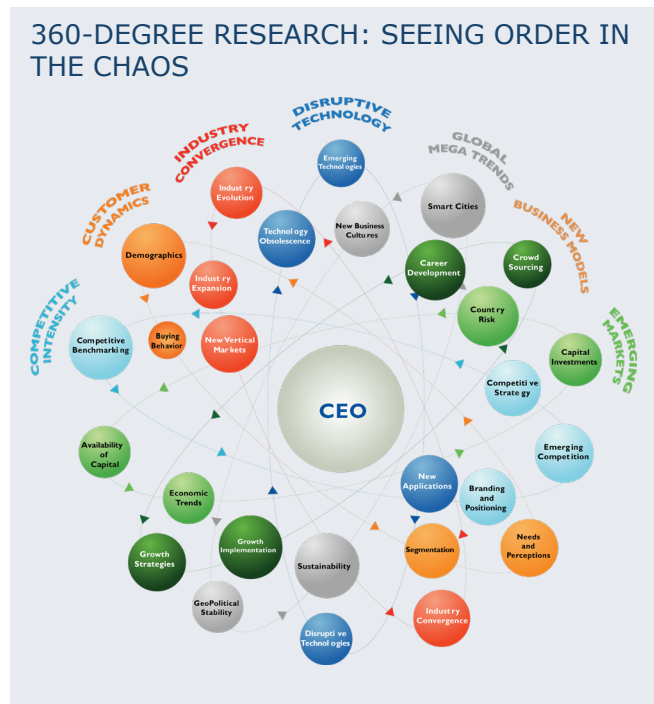 360-DEGREE RESEARCH: SEEING ORDER IN
THE CHAOS
COMPETITIVE
INTENSITY
CUSTOMER
DYNAMICS
INDUSTRY
CONVERGENCE
DISRUPTIVE
TECHNOLOGY
GLOBAL
MEGA TRENDS
NEW
BUSINESS MODELS
EMERGING
MARKETS
Emerging
Technologies
Industry
Evolution
Smart Cities
Technology
Obsolescence
New Business
Cultures
Demographics
Career
Development
Crowd
Sourcing
Industry
Expansion
Country
Risk
Competitive
Benchmarking
Buying
Behavior
New Vertical
Markets
Capital
Investments
Competitive
Strategy
CEO
Availability
of
Capital
Emerging
Competition
Economic
Trends
New
Applications
Branding
and
Positioning
Growth
Strategies
Growth
Implementation
Sustainability
Segmentation
Needs
and
Perceptions
GeoPolitical
Stability
Industry
Convergence
Disruptive
Technologies